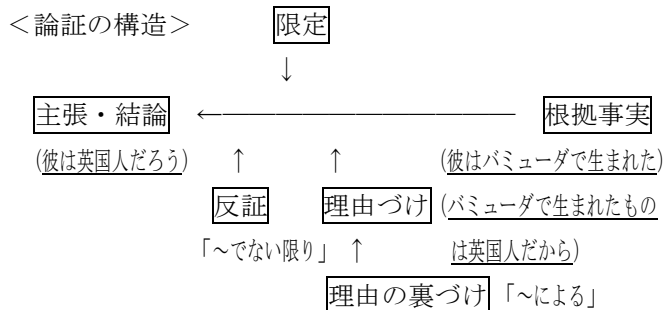 <論証の構造> 限定
↓
主張・結論 ←―――――――――――― 根拠事実
(彼は英国人だろう) ↑ ↑ (彼はバミューダで生まれた)
反証 理由づけ (バミューダで生まれたもの
「~でない限り」 ↑ は英国人だから)
理由の裏づけ 「~による」